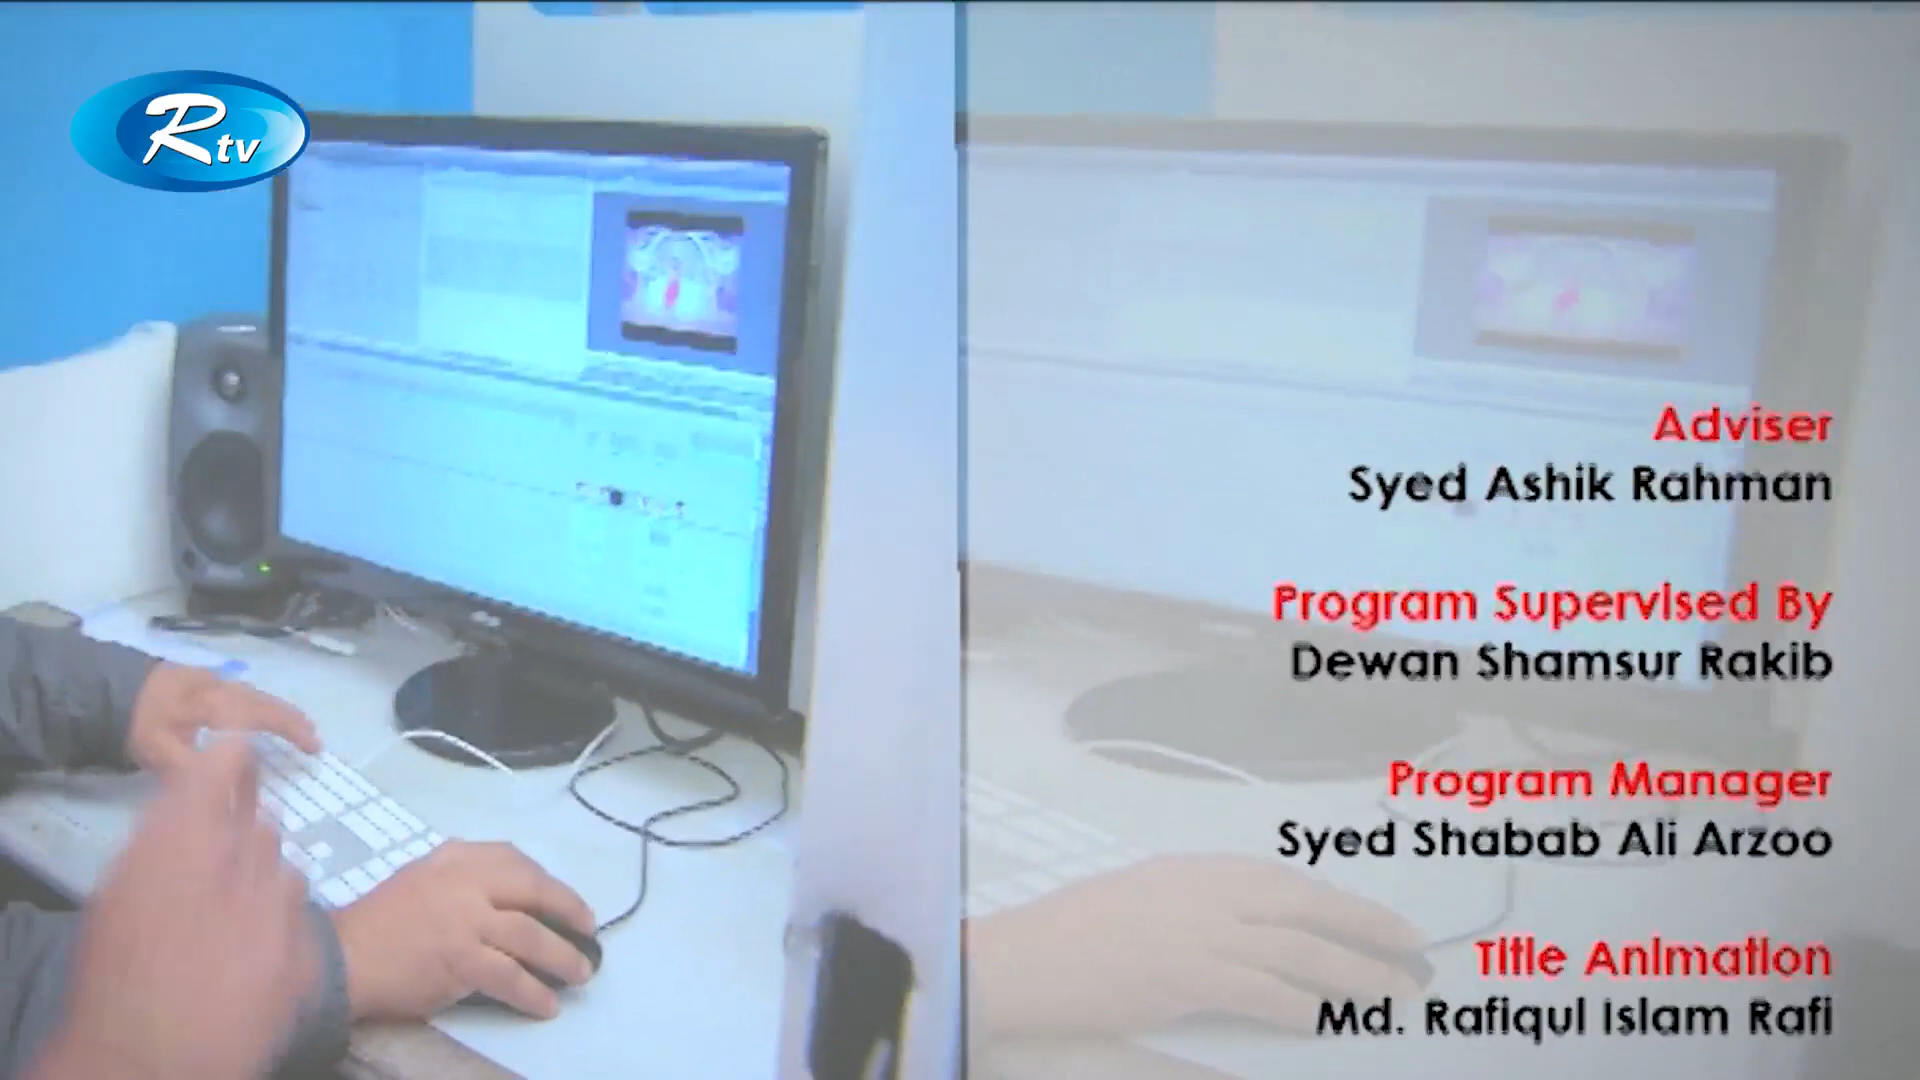 Rtv
Adviser
Syed Ashik Rahman
Program Supervised By
Dewan Shamsur Rakib
Program Manager
Syed Shabab Ali Arzoo
Title Animation
Md. Rafiqul Islam Rafi